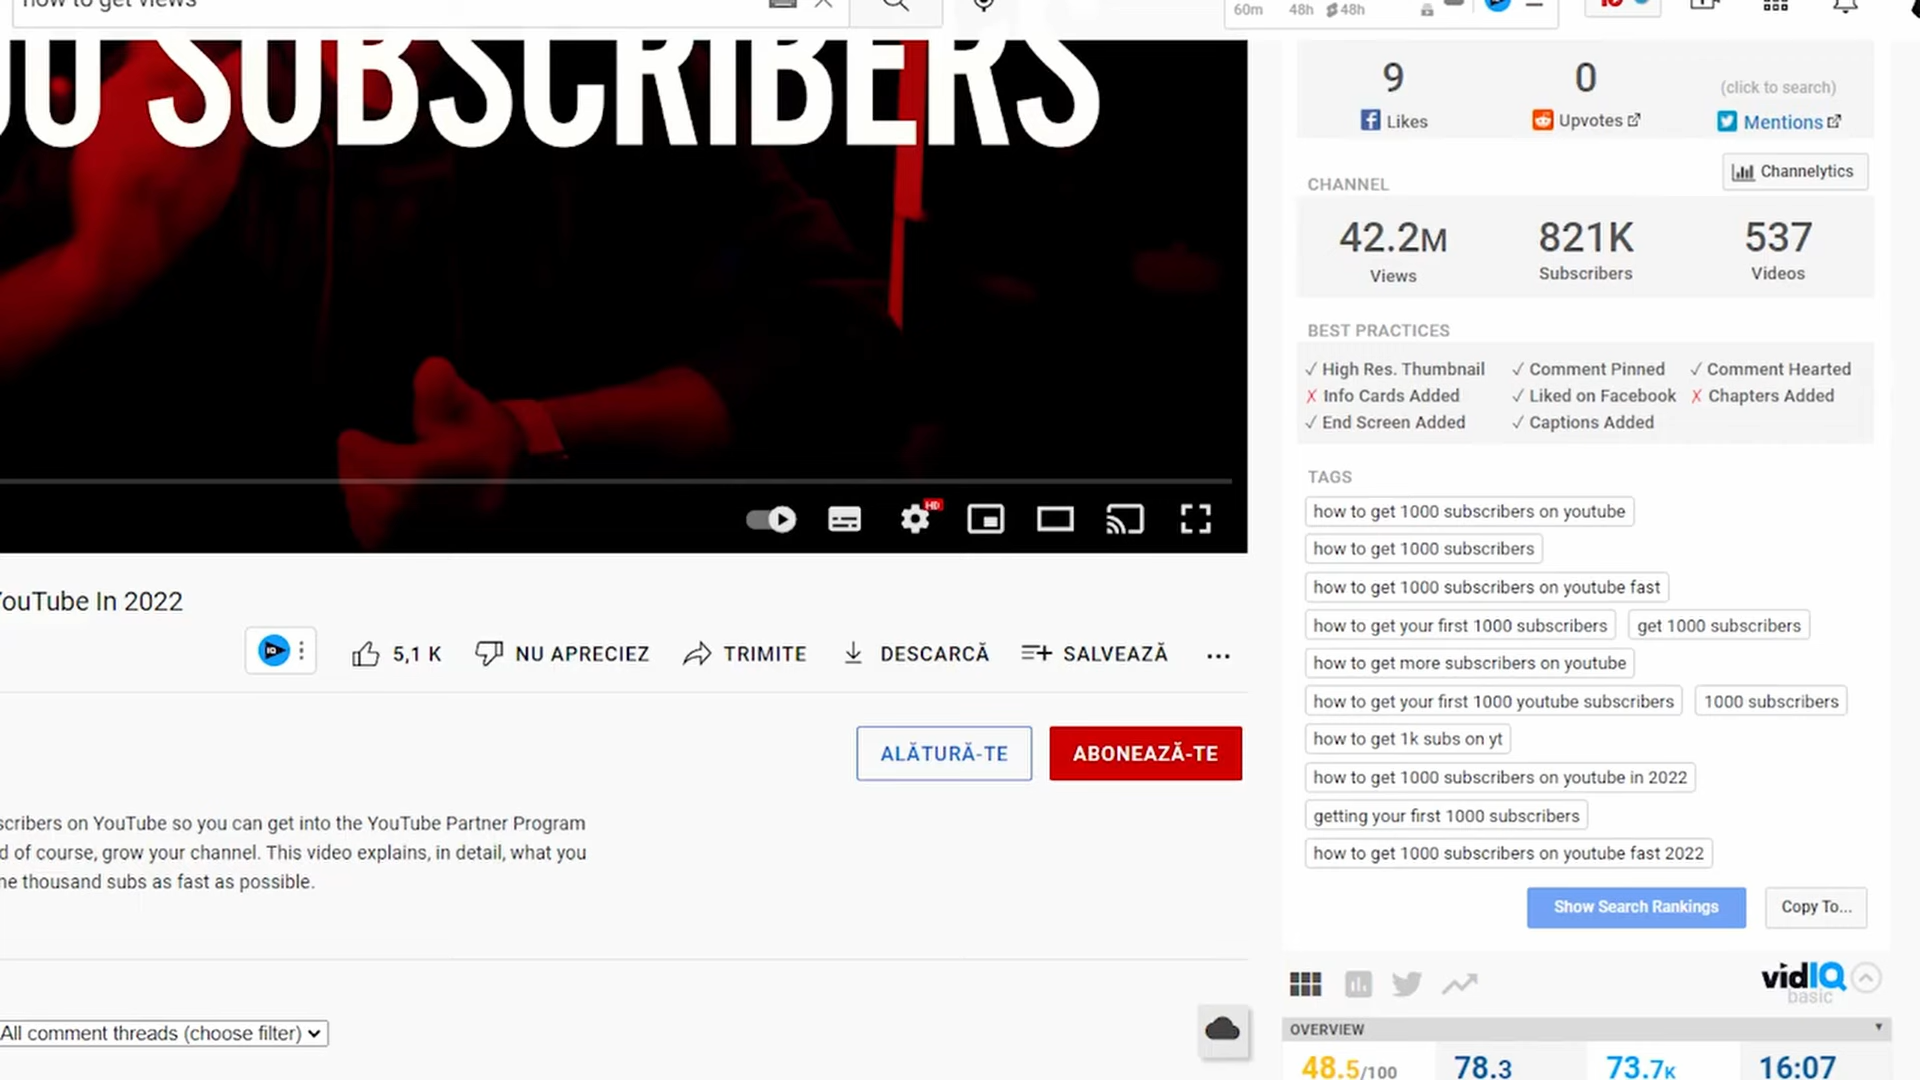 how to get views
60m 48h 48h
SUBSCRIBERS
HD
YouTube In 2022
5,1 K
NU APRECIEZ
TRIMITE
DESCARCĂ
SALVEAZĂ
ALĂTURĂ-TE
ABONEAZĂ-TE
scribers on YouTube so you can get into the YouTube Partner Program
d of course, grow your channel. This video explains, in detail, what you
ne thousand subs as fast as possible.
All comment threads (choose filter)
9 0 (click to search)
Likes Upvotes Mentions
CHANNEL Channelytics
42.2M 821K 537
Views Subscribers Videos
BEST PRACTICES
✓ High Res. Thumbnail ✓ Comment Pinned ✓ Comment Hearted
✗ Info Cards Added ✓ Liked on Facebook ✗ Chapters Added
✓ End Screen Added ✓ Captions Added
TAGS
how to get 1000 subscribers on youtube
how to get 1000 subscribers
how to get 1000 subscribers on youtube fast
how to get your first 1000 subscribers get 1000 subscribers
how to get more subscribers on youtube
how to get your first 1000 youtube subscribers 1000 subscribers
how to get 1k subs on yt
how to get 1000 subscribers on youtube in 2022
getting your first 1000 subscribers
how to get 1000 subscribers on youtube fast 2022
Show Search Rankings Copy To...
vidIQ
basic
OVERVIEW
48.5/100 78.3 73.7K 16:07